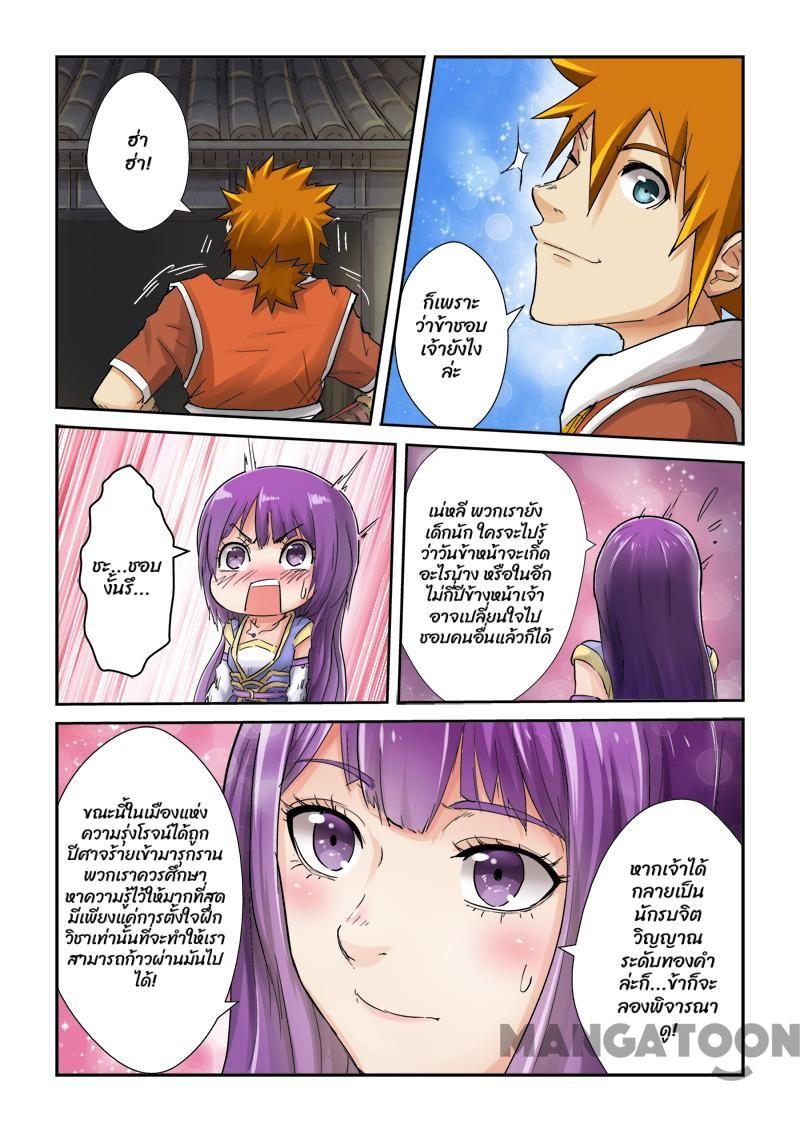 ฮ่า
ฮ่า!
ก็เพราะ
ว่าข้าชอบ
เจ้ายังไง
ล่ะ
ชะ...ชอบ
งั้นรึ...
เน่หลี พวกเรายัง
เด็กนัก ใครจะไปรู้
ว่าวันข้าหน้าจะเกิด
อะไรบ้าง หรือในอีก
ไม่กี่ปีข้างหน้าเจ้า
อาจเปลี่ยนใจไป
ชอบคนอื่นแล้วก็ได้
ขณะนี้ในเมืองแห่ง
ความรุ่งโรจน์ได้ถูก
ปีศาจร้ายเข้ามารุกราน
พวกเราควรศึกษา
หาความรู้ไว้ให้มากที่สุด
มีเพียงแค่การตั้งใจฝึก
วิชาเท่านั้นที่จะทำให้เรา
สามารถก้าวผ่านมันไป
ได้!
หากเจ้าได้
กลายเป็น
นักรบจิต
วิญญาณ
ระดับทองคำ
ล่ะก็...ข้าก็จะ
ลองพิจารณา
ดู!
MANGATOON